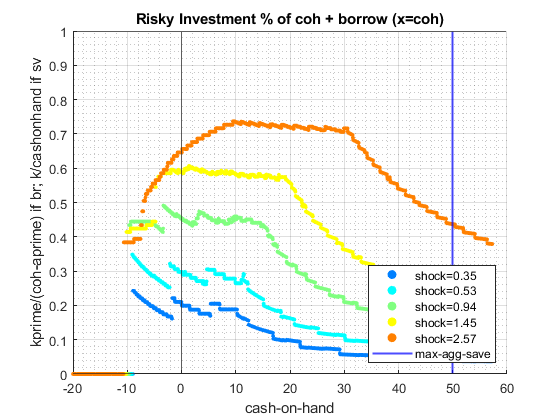 Risky Investment % of coh + borrow (x=coh)
kprime/(coh-aprime) if br; k/cashonhand if sv
1
0.9
0.8
0.7
0.6
0.5
0.4
0.3
0.2
0.1
0
shock=0.35
shock=0.53
shock=0.94
shock=1.45
shock=2.57
max-agg-save
-20 -10 0 10 20 30 40 50 60
cash-on-hand